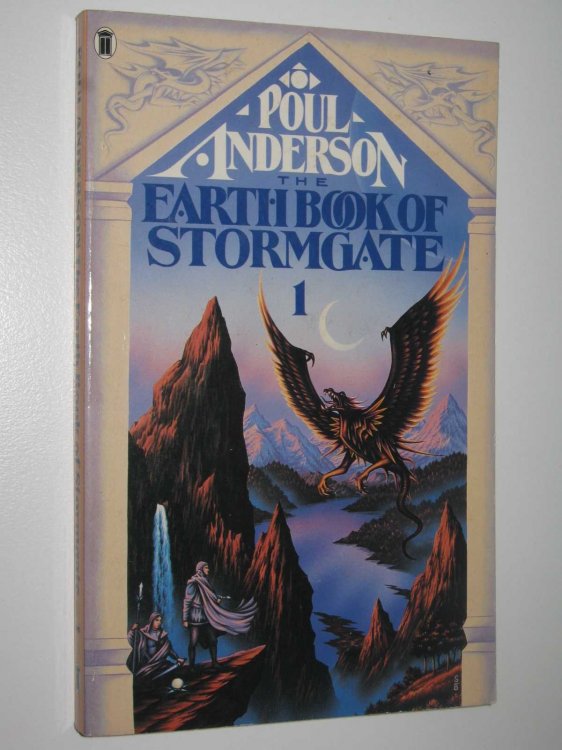 POUL
ANDERSON
THE
EARTH BOOK OF
STORMGATE
1